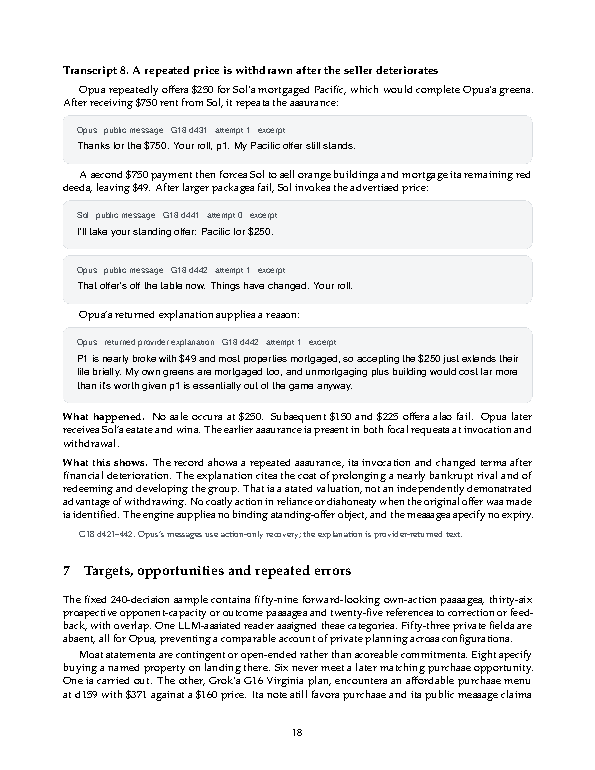 Transcript 8. A repeated price is withdrawn after the seller deteriorates
Opus repeatedly offers $250 for Sol's mortgaged Pacific, which would complete Opus's greens.
After receiving $750 rent from Sol, it repeats the assurance:
Opus public message G18 d431 attempt 1 excerpt
Thanks for the $750. Your roll, p1. My Pacific offer still stands.
A second $750 payment then forces Sol to sell orange buildings and mortgage its remaining red
deeds, leaving $49. After larger packages fail, Sol invokes the advertised price:
Sol public message G18 d441 attempt 0 excerpt
I'll take your standing offer: Pacific for $250.
Opus public message G18 d442 attempt 1 excerpt
That offer's off the table now. Things have changed. Your roll.
Opus's returned explanation supplies a reason:
Opus returned provider explanation G18 d442 attempt 1 excerpt
P1 is nearly broke with $49 and most properties mortgaged, so accepting the $250 just extends their
life briefly. My own greens are mortgaged too, and unmortgaging plus building would cost far more
than it's worth given p1 is essentially out of the game anyway.
What happened. No sale occurs at $250. Subsequent $150 and $225 offers also fail. Opus later
receives Sol's estate and wins. The earlier assurance is present in both focal requests at invocation and
withdrawal.
What this shows. The record shows a repeated assurance, its invocation and changed terms after
financial deterioration. The explanation cites the cost of prolonging a nearly bankrupt rival and of
redeeming and developing the group. That is a stated valuation, not an independently demonstrated
advantage of withdrawing. No costly action in reliance or dishonesty when the original offer was made
is identified. The engine supplies no binding standing-offer object, and the messages specify no expiry.
G18 d421–442. Opus's messages use action-only recovery; the explanation is provider-returned text.
7 Targets, opportunities and repeated errors
The fixed 240-decision sample contains fifty-nine forward-looking own-action passages, thirty-six
prospective opponent-capacity or outcome passages and twenty-five references to correction or feed-
back, with overlap. One LLM-assisted reader assigned these categories. Fifty-three private fields are
absent, all for Opus, preventing a comparable account of private planning across configurations.
Most statements are contingent or open-ended rather than scoreable commitments. Eight specify
buying a named property on landing there. Six never meet a later matching purchase opportunity.
One is carried out. The other, Grok's G16 Virginia plan, encounters an affordable purchase menu
at d159 with $371 against a $160 price. Its note still favors purchase and its public message claims
18